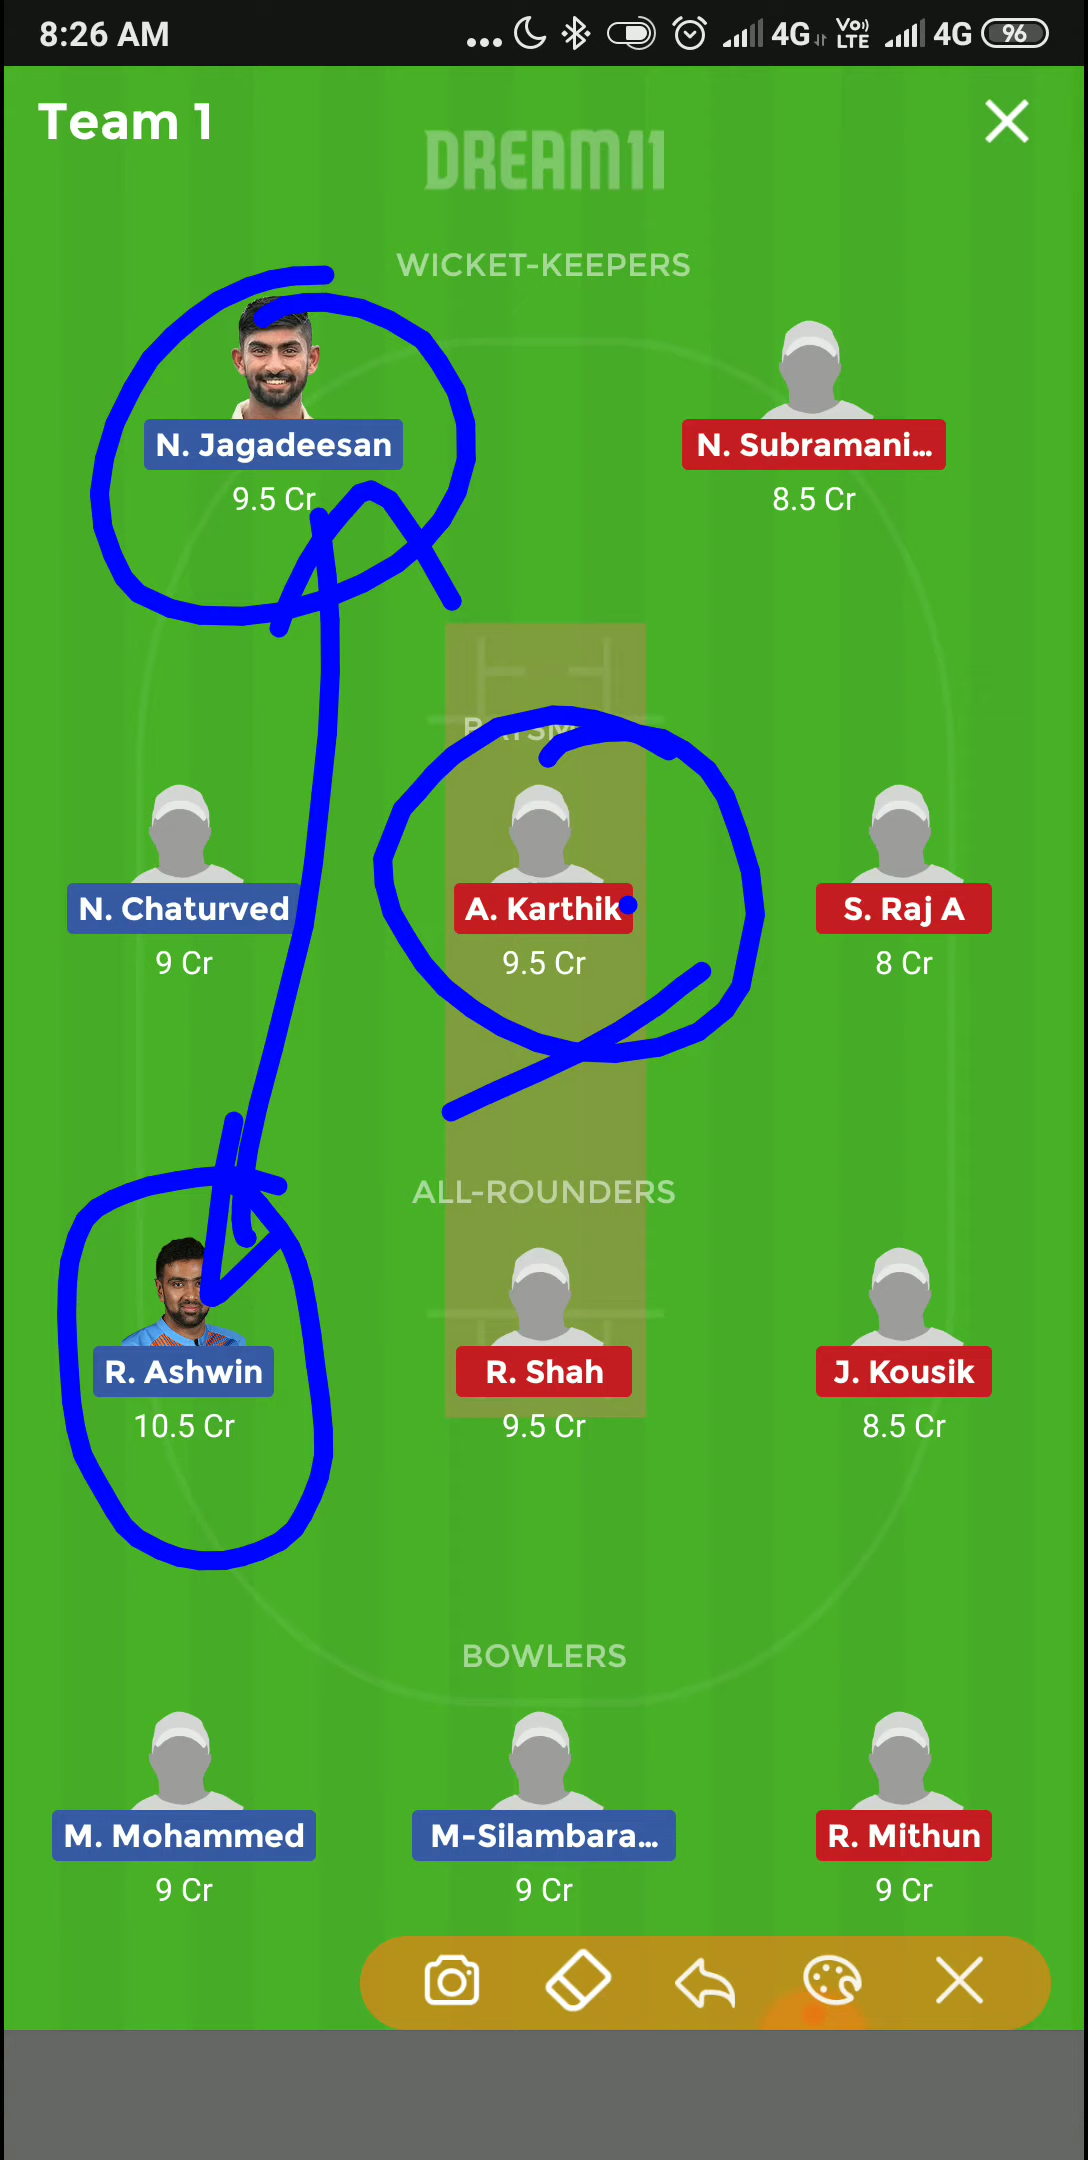 8:26 AM 4G Vo)) LTE 4G 96
Team 1
DREAM11
WICKET-KEEPERS
N. Jagadeesan N. Subramani...
9.5 Cr 8.5 Cr
N. Chaturved A. Karthik S. Raj A
9 Cr 9.5 Cr 8 Cr
ALL-ROUNDERS
R. Ashwin R. Shah J. Kousik
10.5 Cr 9.5 Cr 8.5 Cr
BOWLERS
M. Mohammed M-Silambara... R. Mithun
9 Cr 9 Cr 9 Cr